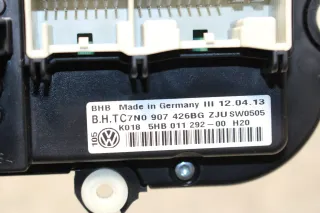 BHB Made in Germany III 12.04.13
B.H.TC7N0 907 426BG ZJU SW0505
105 K018 5HB 011 292-00 H20